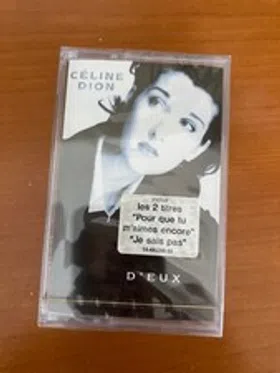 CÉLINE
DION
les 2 titres
"Pour que tu
m'aimes encore"
"Je sais pas"
D'EUX